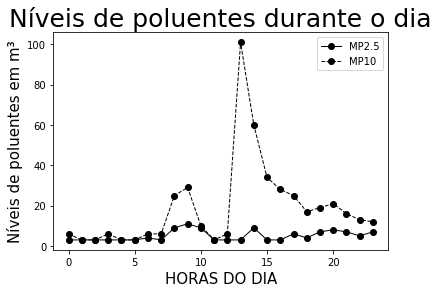 Níveis de poluentes durante o dia
MP2.5
MP10
Níveis de poluentes em m³
100
80
60
40
20
0
0
5
10
15
20
HORAS DO DIA